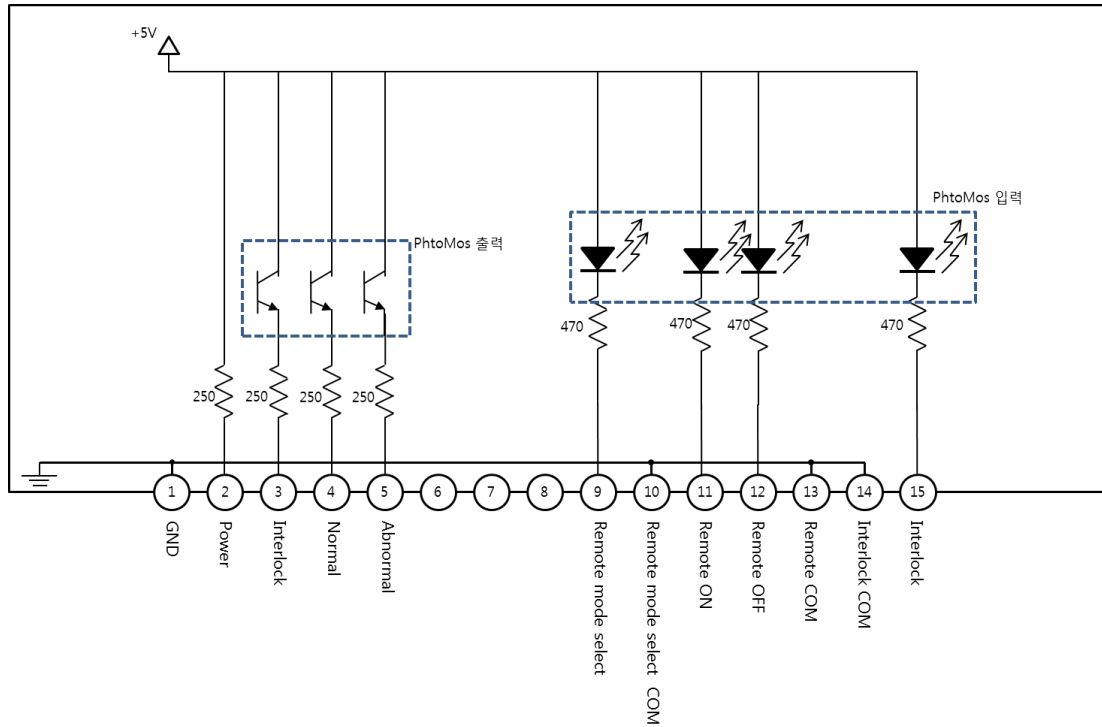 +5V
PhtoMos 입력
PhtoMos 출력
470
470
470
470
250
250
250
250
1
2
3
4
5
6
7
8
9
10
11
12
13
14
15
GND
Power
Interlock
Normal
Abnormal
Remote mode select
Remote mode select COM
Remote ON
Remote OFF
Remote COM
Interlock COM
Interlock